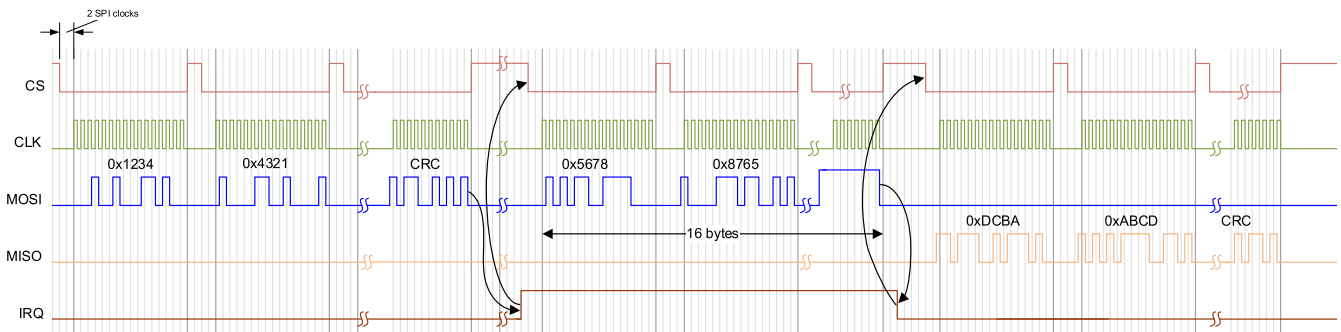 2 SPI clocks
CS
CLK
0x1234 0x4321 CRC 0x5678 0x8765
MOSI
0xDCBA 0xABCD CRC
16 bytes
MISO
IRQ